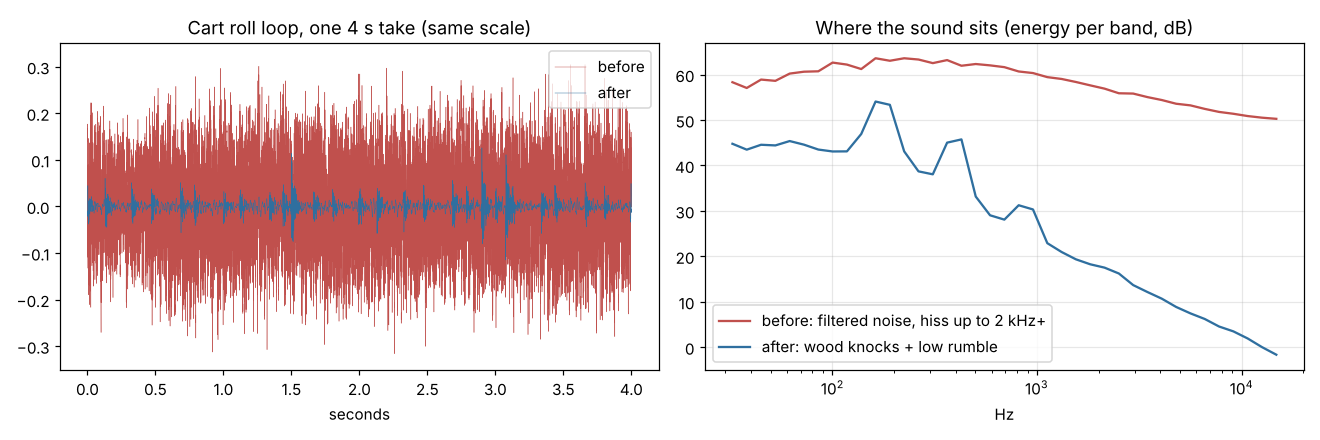 Cart roll loop, one 4 s take (same scale)
before
after
0.3
0.2
0.1
0.0
−0.1
−0.2
−0.3
0.0 0.5 1.0 1.5 2.0 2.5 3.0 3.5 4.0
seconds
Where the sound sits (energy per band, dB)
60
50
40
30
20
10
0
before: filtered noise, hiss up to 2 kHz+
after: wood knocks + low rumble
10² 10³ 10⁴
Hz